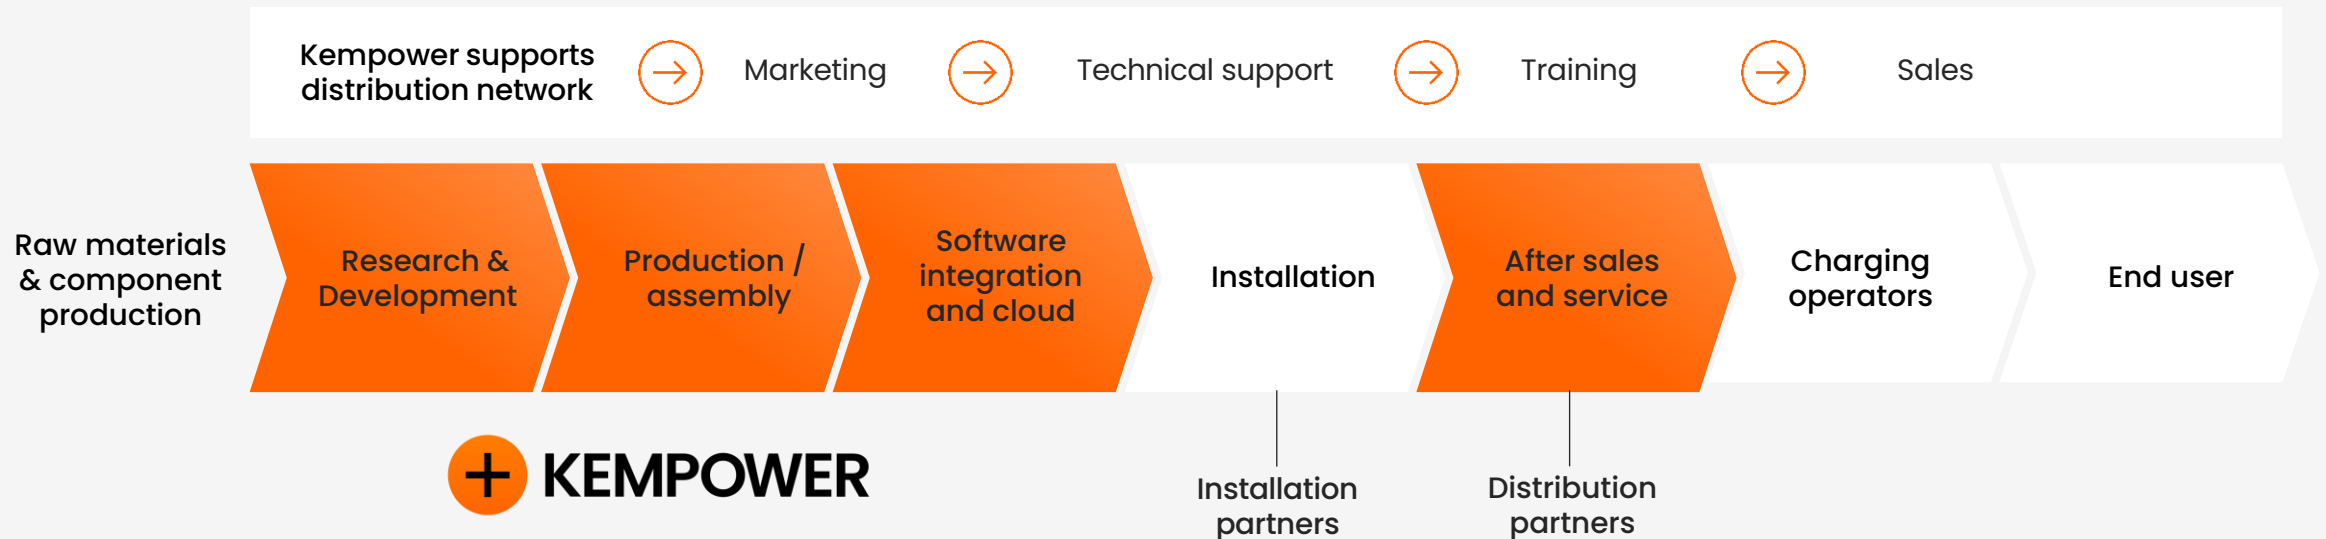 Kempower supports
distribution network
Marketing
Technical support
Training
Sales
Raw materials
& component
production
Research &
Development
Production /
assembly
Software
integration
and cloud
Installation
After sales
and service
Charging
operators
End user
KEMPOWER
Installation
partners
Distribution
partners